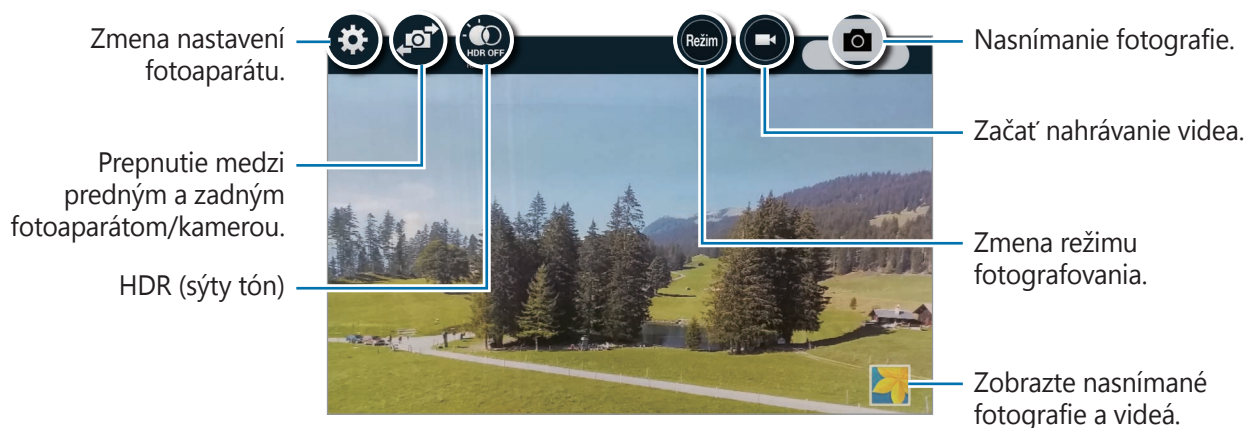 Zmena nastavení
fotoaparátu.
Prepnutie medzi
predným a zadným
fotoaparátom/kamerou.
HDR (sýty tón)
HDR OFF
Režim
Nasnímanie fotografie.
Začať nahrávanie videa.
Zmena režimu
fotografovania.
Zobrazte nasnímané
fotografie a videá.